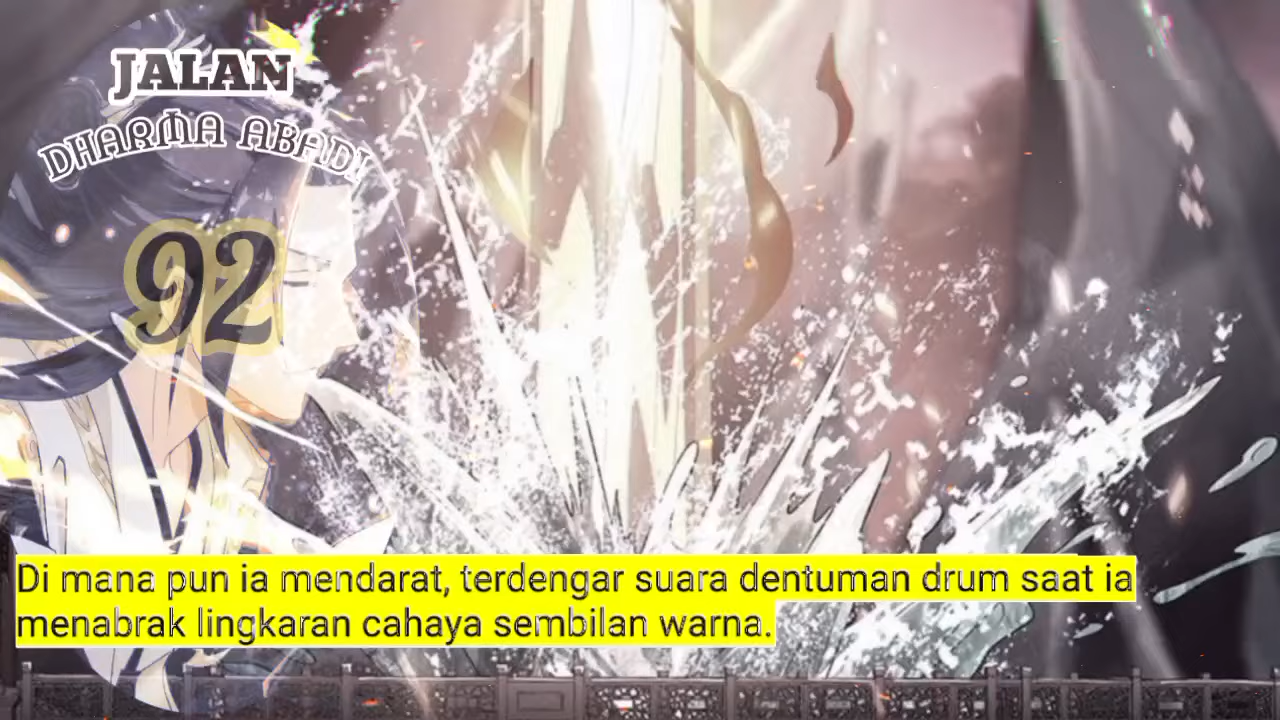 JALAN
DHARMA ABADI
92
Di mana pun ia mendarat, terdengar suara dentuman drum saat ia
menabrak lingkaran cahaya sembilan warna.